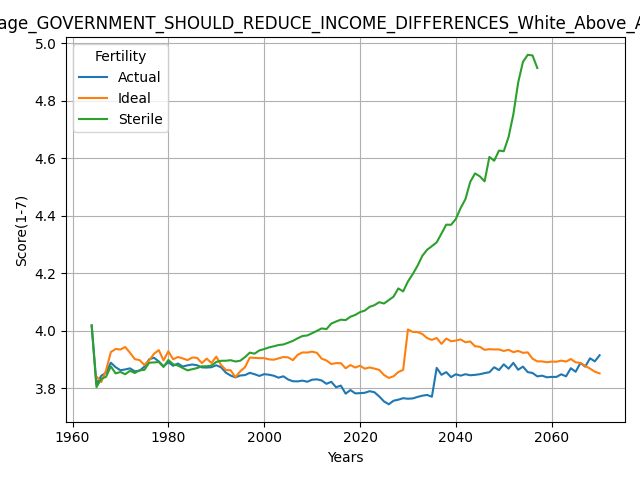 age_GOVERNMENT_SHOULD_REDUCE_INCOME_DIFFERENCES_White_Above_A
5.0
4.8
4.6
4.4
4.2
4.0
3.8
Score(1-7)
Fertility
Actual
Ideal
Sterile
1960 1980 2000 2020 2040 2060
Years